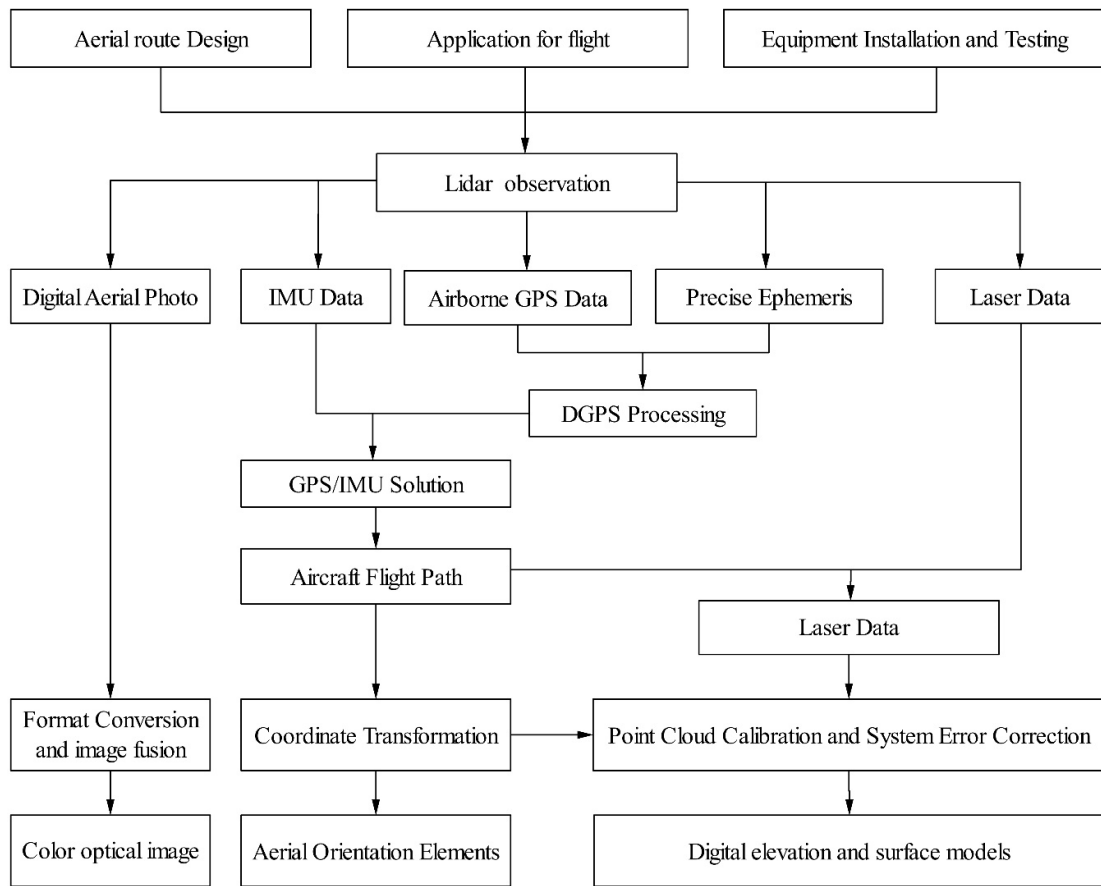 Aerial route Design
Application for flight
Equipment Installation and Testing
Lidar observation
Digital Aerial Photo
IMU Data
Airborne GPS Data
Precise Ephemeris
Laser Data
DGPS Processing
GPS/IMU Solution
Aircraft Flight Path
Laser Data
Format Conversion
and image fusion
Coordinate Transformation
Point Cloud Calibration and System Error Correction
Color optical image
Aerial Orientation Elements
Digital elevation and surface models